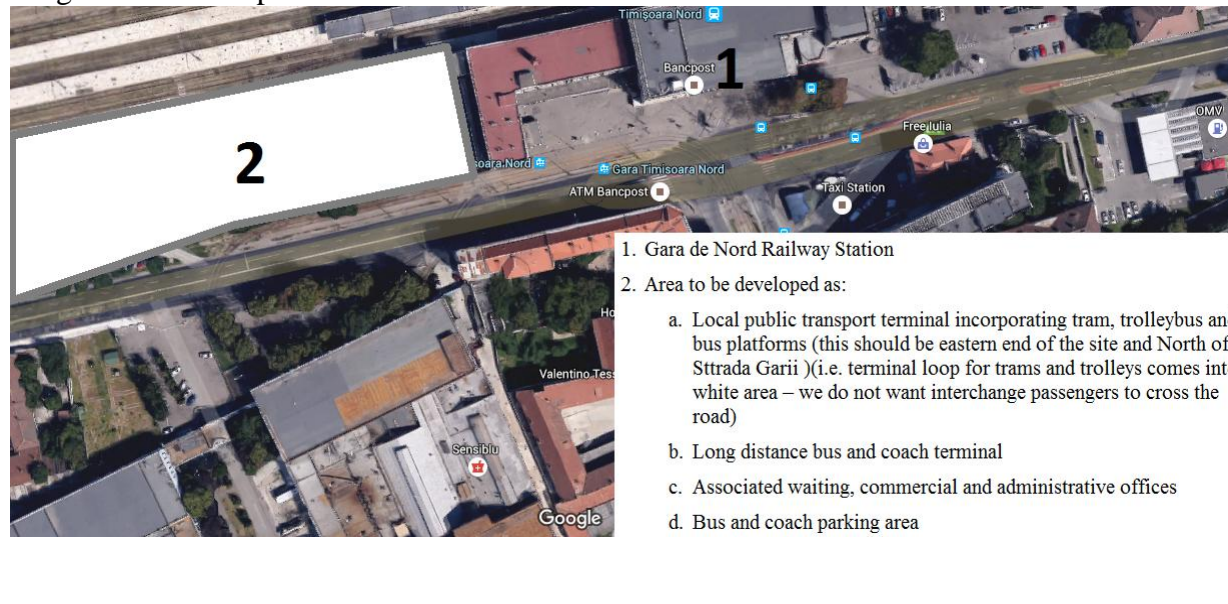 Timișoara Nord
Bancpost
1
Free Iulia
OMV
2
soara Nord
Gara Timisoara Nord
ATM Bancpost
Taxi Station
Ho
Valentino Tess
Sensiblu
Google
1. Gara de Nord Railway Station
2. Area to be developed as:
a. Local public transport terminal incorporating tram, trolleybus an
bus platforms (this should be eastern end of the site and North of
Sttrada Garii )(i.e. terminal loop for trams and trolleys comes int
white area – we do not want interchange passengers to cross the
road)
b. Long distance bus and coach terminal
c. Associated waiting, commercial and administrative offices
d. Bus and coach parking area